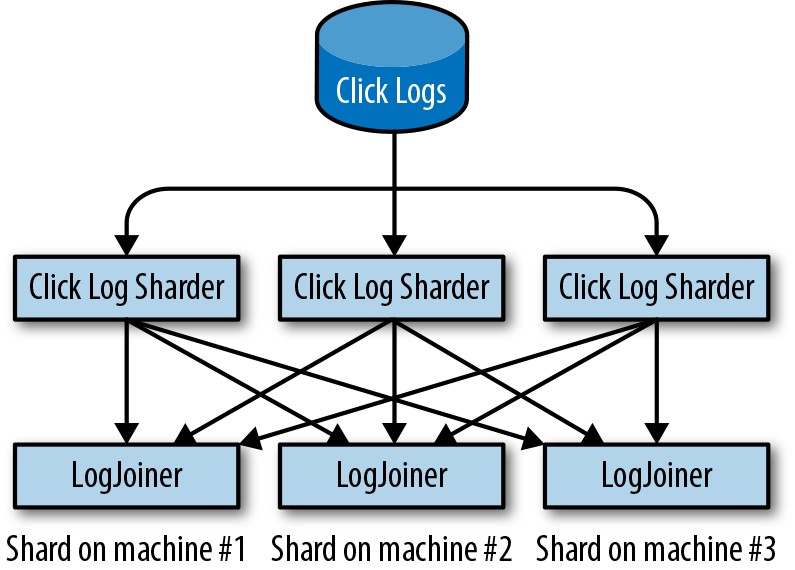 Click Logs
Click Log Sharder
Click Log Sharder
Click Log Sharder
LogJoiner
LogJoiner
LogJoiner
Shard on machine #1
Shard on machine #2
Shard on machine #3